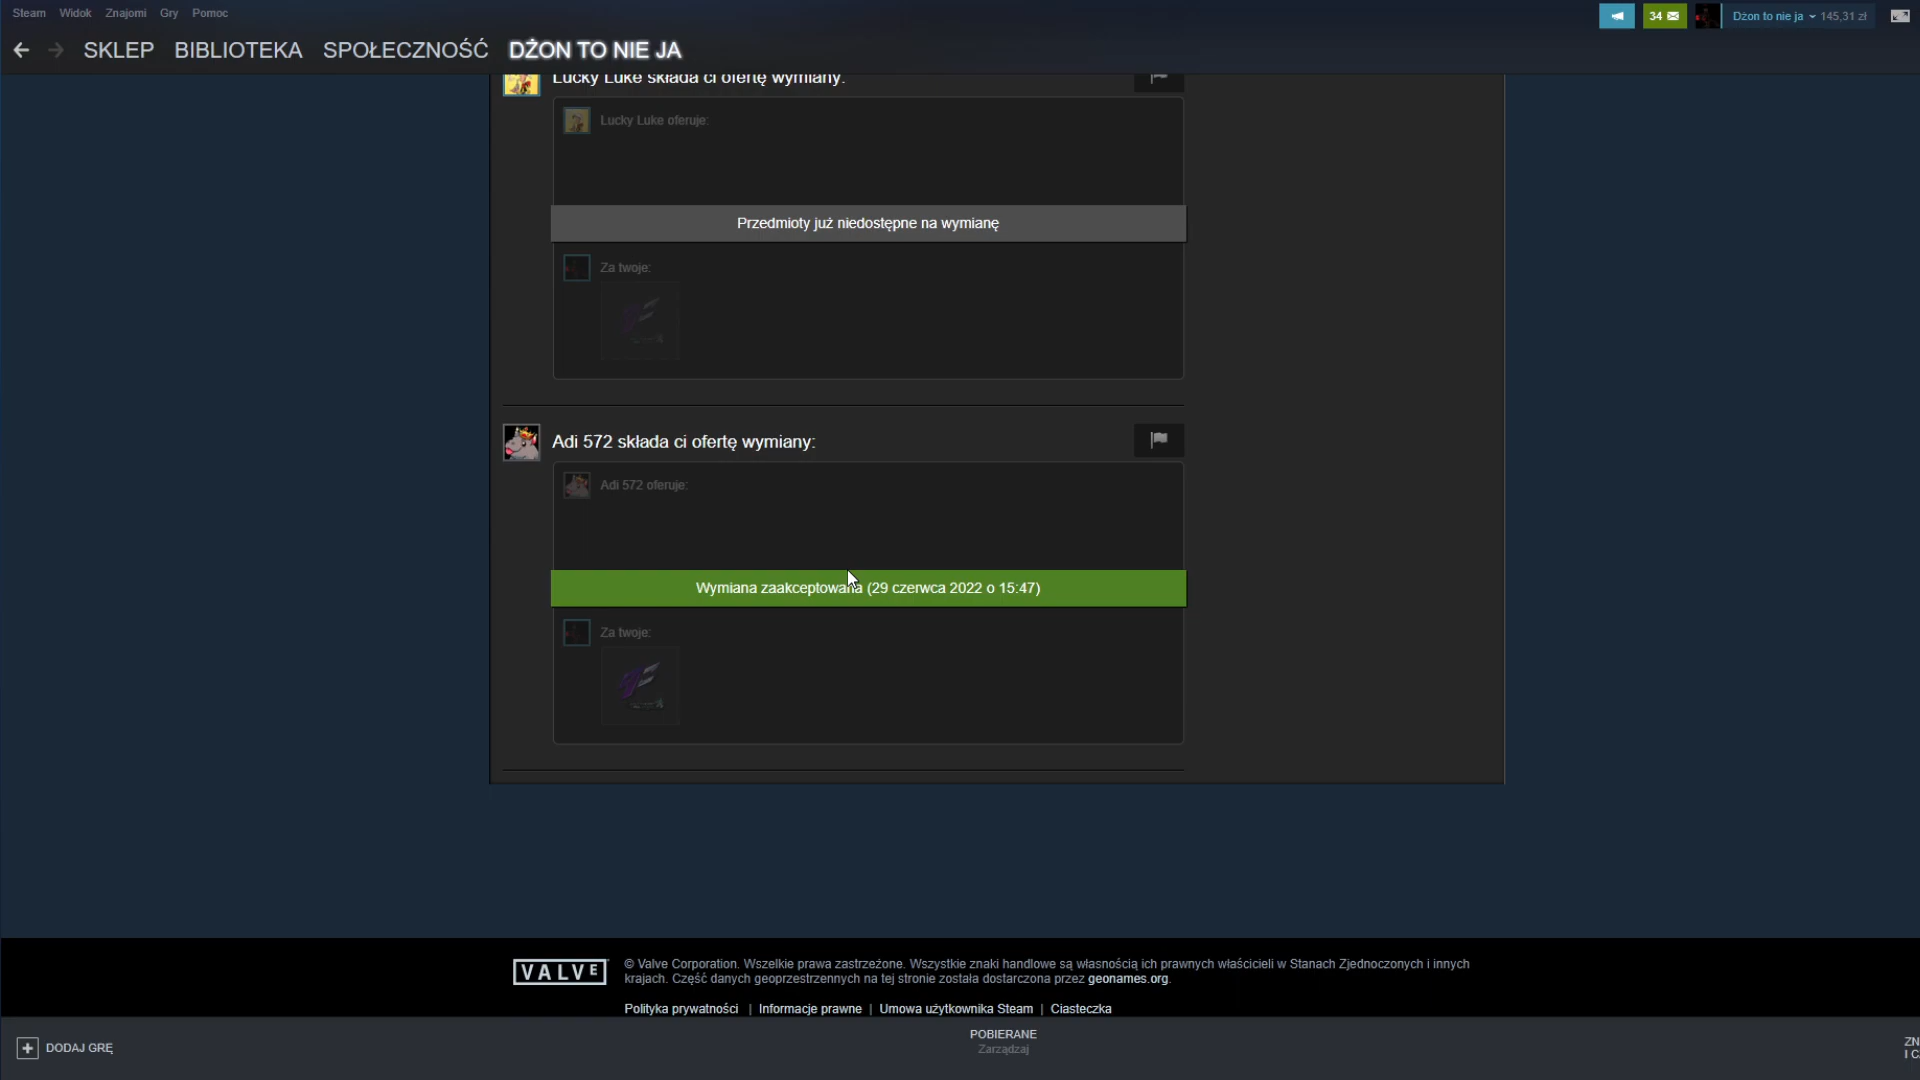 Steam Widok Znajomi Gry Pomoc
34 Dżon to nie ja 145,31 zł
SKLEP BIBLIOTEKA SPOŁECZNOŚĆ DŻON TO NIE JA
Lucky Luke składa ci ofertę wymiany:
Lucky Luke oferuje:
Przedmioty już niedostępne na wymianę
Za twoje:
Adi 572 składa ci ofertę wymiany:
Adi 572 oferuje:
Wymiana zaakceptowana (29 czerwca 2022 o 15:47)
Za twoje:
VALVE
© Valve Corporation. Wszelkie prawa zastrzeżone. Wszystkie znaki handlowe są własnością ich prawnych właścicieli w Stanach Zjednoczonych i innych
krajach. Część danych geoprzestrzennych na tej stronie została dostarczona przez geonames.org.
Polityka prywatności | Informacje prawne | Umowa użytkownika Steam | Ciasteczka
DODAJ GRĘ
POBIERANE
Zarządzaj
ZN
I C